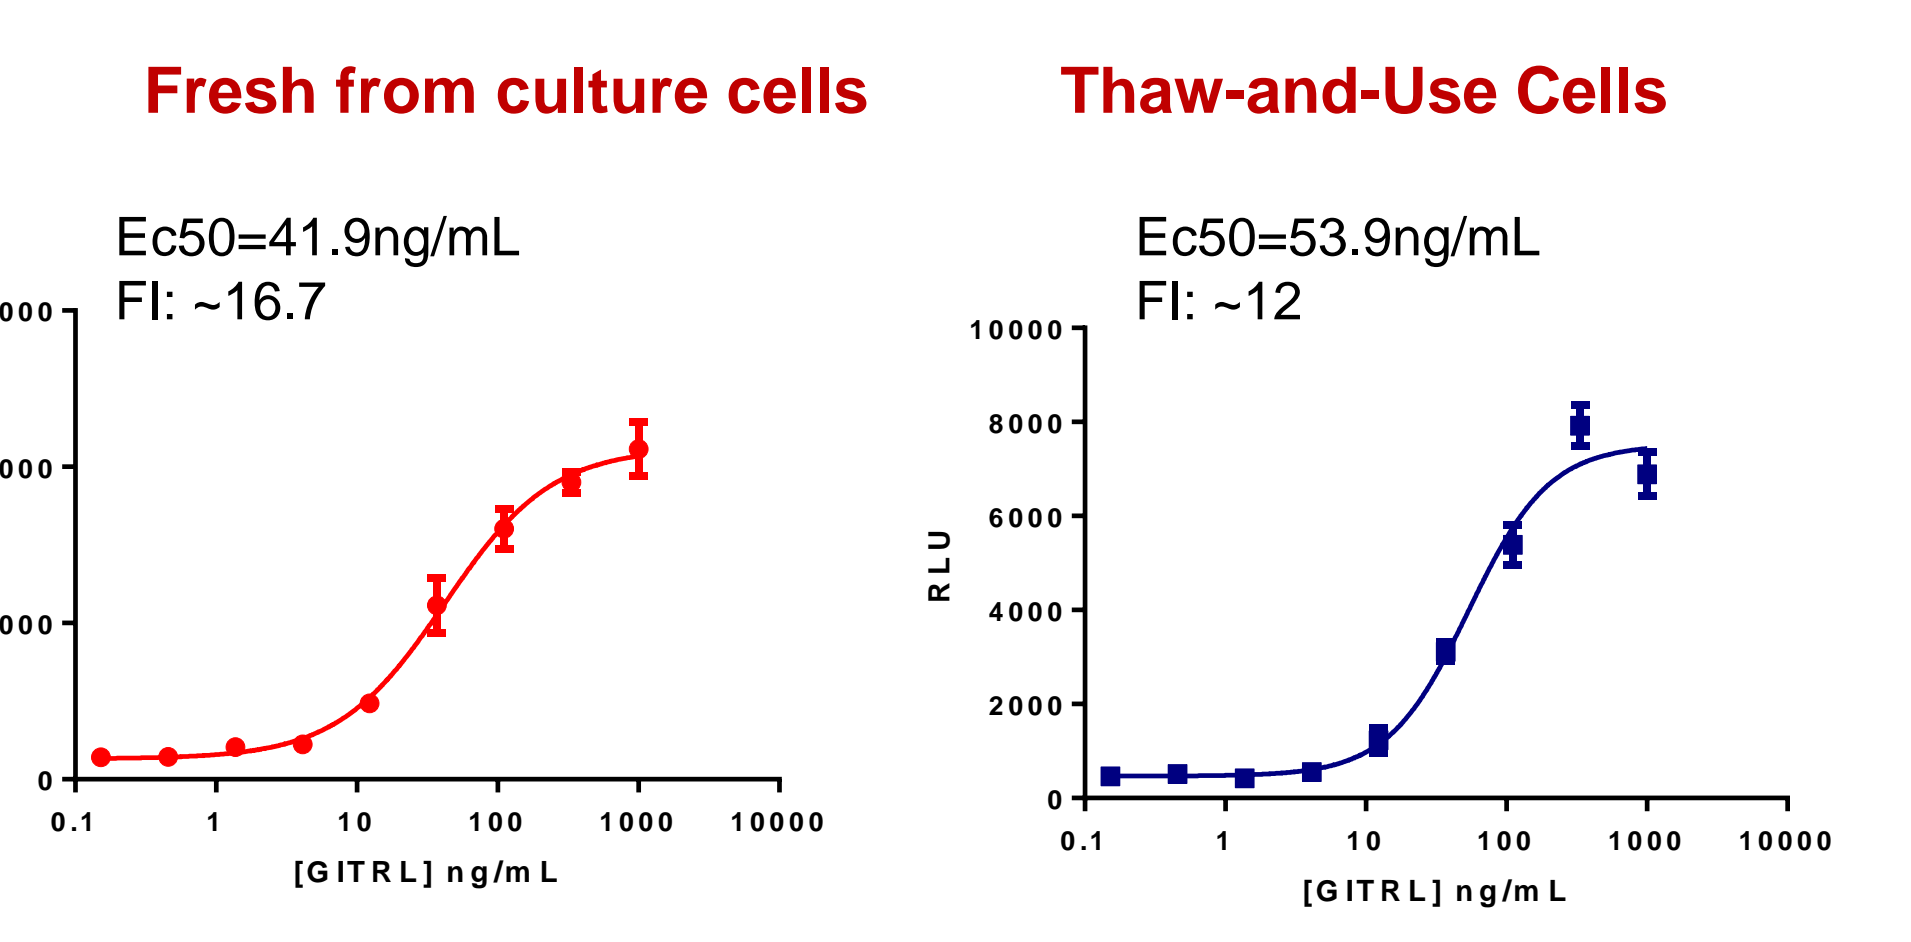 Fresh from culture cells
Thaw-and-Use Cells
Ec50=41.9ng/mL
FI: ~16.7
000
000
000
0
0.1 1 10 100 1000 10000
[GITRL] ng/mL
Ec50=53.9ng/mL
FI: ~12
RLU
10000
8000
6000
4000
2000
0
0.1 1 10 100 1000 10000
[GITRL] ng/mL